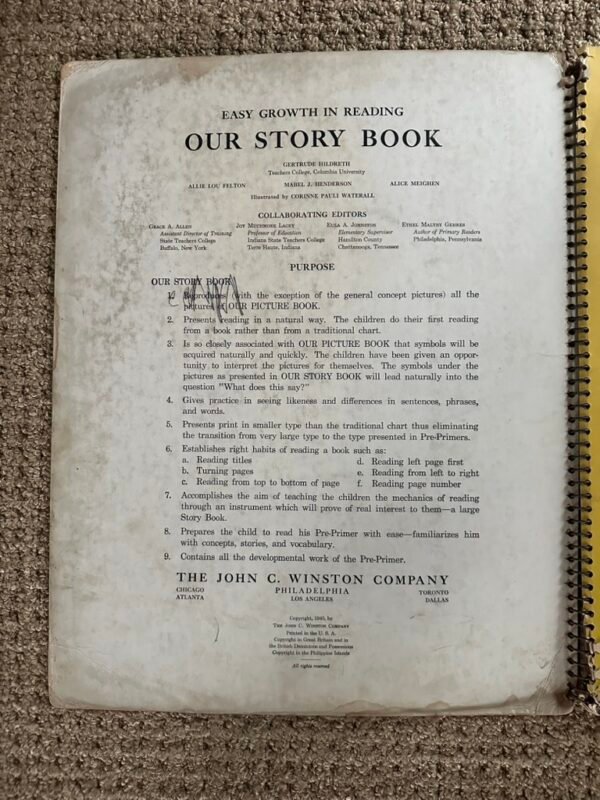 EASY GROWTH IN READING
OUR STORY BOOK
GERTRUDE HILDRETH
Teachers College, Columbia University
ALLIE LOU FELTON MABEL J. HENDERSON ALICE MEIGHEN
Illustrated by CORINNE PAULI WATERALL
COLLABORATING EDITORS
GRACE A. ALLEN JOY MUCHMORE LACEY EULA A. JOHNSTON ETHEL MALTBY GEHRES
Assistant Director of Training Professor of Education Elementary Supervisor Author of Primary Readers
State Teachers College Indiana State Teachers College Hamilton County Philadelphia, Pennsylvania
Buffalo, New York Terre Haute, Indiana Chattanooga, Tennessee
PURPOSE
OUR STORY BOOK
1. Reproduces (with the exception of the general concept pictures) all the
pictures of OUR PICTURE BOOK.
2. Presents reading in a natural way. The children do their first reading
from a book rather than from a traditional chart.
3. Is so closely associated with OUR PICTURE BOOK that symbols will be
acquired naturally and quickly. The children have been given an oppor-
tunity to interpret the pictures for themselves. The symbols under the
pictures as presented in OUR STORY BOOK will lead naturally into the
question "What does this say?"
4. Gives practice in seeing likeness and differences in sentences, phrases,
and words.
5. Presents print in smaller type than the traditional chart thus eliminating
the transition from very large type to the type presented in Pre-Primers.
6. Establishes right habits of reading a book such as:
a. Reading titles d. Reading left page first
b. Turning pages e. Reading from left to right
c. Reading from top to bottom of page f. Reading page number
7. Accomplishes the aim of teaching the children the mechanics of reading
through an instrument which will prove of real interest to them—a large
Story Book.
8. Prepares the child to read his Pre-Primer with ease—familiarizes him
with concepts, stories, and vocabulary.
9. Contains all the developmental work of the Pre-Primer.
THE JOHN C. WINSTON COMPANY
CHICAGO PHILADELPHIA TORONTO
ATLANTA LOS ANGELES DALLAS
Copyright, 1940, by
THE JOHN C. WINSTON COMPANY
Printed in the U. S. A.
Copyright in Great Britain and in
the British Dominions and Possessions
Copyright in the Philippine Islands
All rights reserved